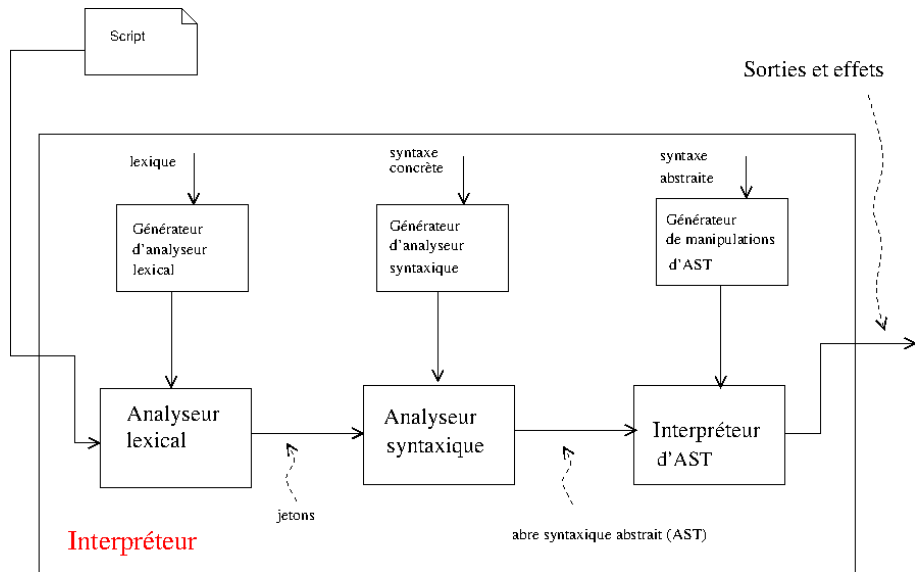 Script
Sorties et effets
lexique
syntaxe
concrète
syntaxe
abstraite
Générateur
d'analyseur
lexical
Générateur
d'analyseur
syntaxique
Générateur
de manipulations
d'AST
Analyseur
lexical
Analyseur
syntaxique
Interpréteur
d'AST
jetons
abre syntaxique abstrait (AST)
Interpréteur